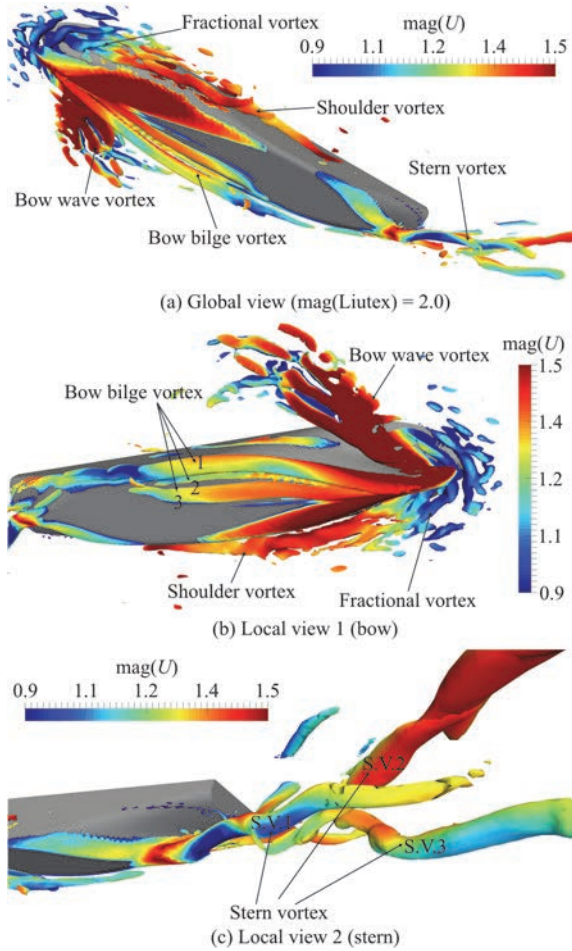 Fractional vortex
mag(U)
0.9 1.1 1.2 1.4 1.5
Shoulder vortex
Stern vortex
Bow wave vortex
Bow bilge vortex
(a) Global view (mag(Liutex) = 2.0)
mag(U)
Bow wave vortex
1.5
Bow bilge vortex
1.4
1
2
1.2
3
1.1
Shoulder vortex
Fractional vortex
0.9
(b) Local view 1 (bow)
mag(U)
0.9 1.1 1.2 1.4 1.5
S.V.2
S.V.1
S.V.3
Stern vortex
(c) Local view 2 (stern)